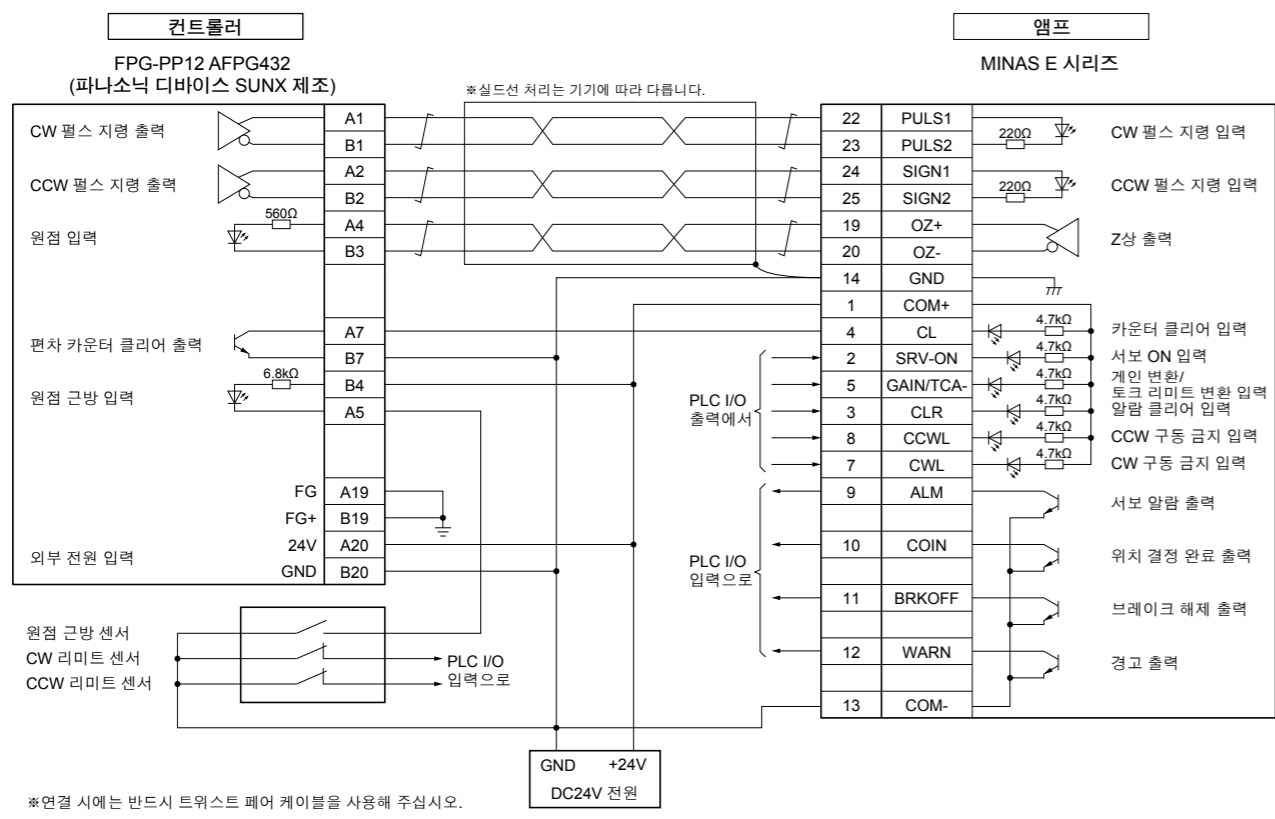 컨트롤러
앰프
FPG-PP12 AFPG432
(파나소닉 디바이스 SUNX 제조)
MINAS E 시리즈
※실드선 처리는 기기에 따라 다릅니다.
CW 펄스 지령 출력
A1
B1
CCW 펄스 지령 출력
A2
B2
560Ω
원점 입력
A4
B3
편차 카운터 클리어 출력
A7
B7
6.8kΩ
원점 근방 입력
B4
A5
FG A19
FG+ B19
외부 전원 입력
24V A20
GND B20
22 PULS1
23 PULS2
220Ω
CW 펄스 지령 입력
24 SIGN1
25 SIGN2
220Ω
CCW 펄스 지령 입력
19 OZ+
20 OZ-
Z상 출력
14 GND
1 COM+
4 CL 4.7kΩ 카운터 클리어 입력
2 SRV-ON 4.7kΩ 서보 ON 입력
5 GAIN/TCA- 4.7kΩ 게인 변환/
토크 리미트 변환 입력
3 CLR 4.7kΩ 알람 클리어 입력
8 CCWL 4.7kΩ CCW 구동 금지 입력
7 CWL 4.7kΩ CW 구동 금지 입력
PLC I/O
출력에서
9 ALM 서보 알람 출력
10 COIN 위치 결정 완료 출력
11 BRKOFF 브레이크 해제 출력
12 WARN 경고 출력
13 COM-
PLC I/O
입력으로
원점 근방 센서
CW 리미트 센서
CCW 리미트 센서
PLC I/O
입력으로
GND +24V
DC24V 전원
※연결 시에는 반드시 트위스트 페어 케이블을 사용해 주십시오.